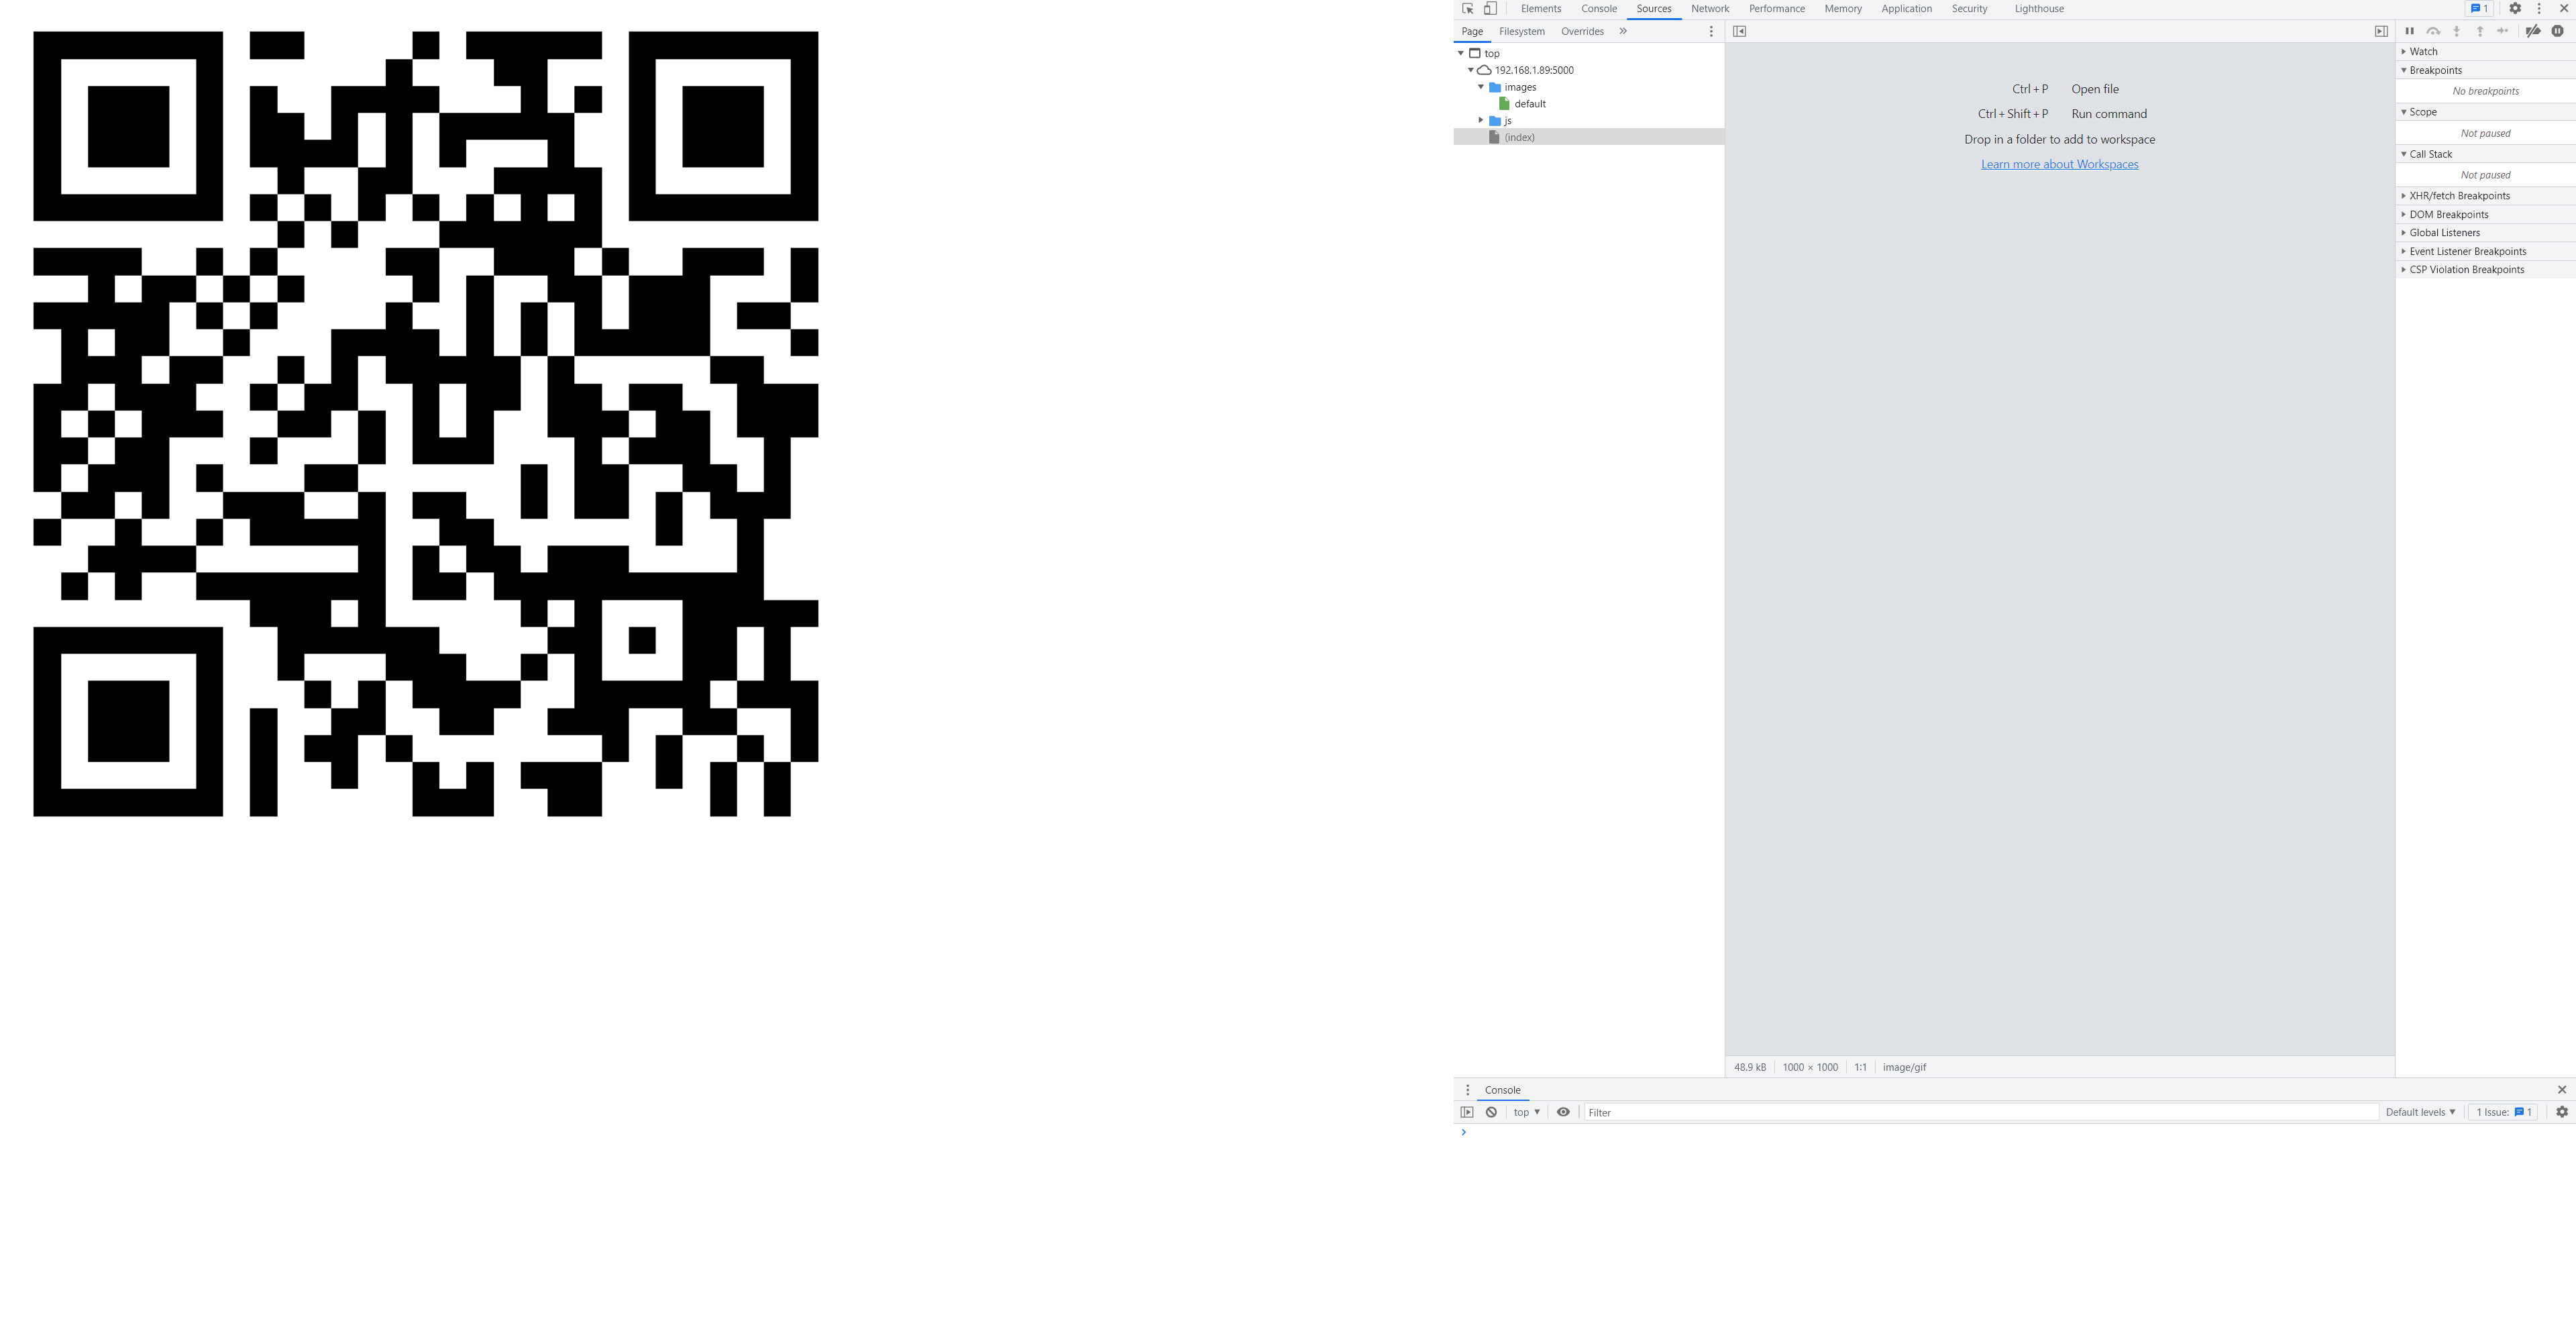 Elements Console Sources Network Performance Memory Application Security Lighthouse 1
Page Filesystem Overrides
top
192.168.1.89:5000
images
default
js
(index)
Ctrl + P Open file
Ctrl + Shift + P Run command
Drop in a folder to add to workspace
Learn more about Workspaces
48.9 kB 1000 × 1000 1:1 image/gif
Watch
Breakpoints
No breakpoints
Scope
Not paused
Call Stack
Not paused
XHR/fetch Breakpoints
DOM Breakpoints
Global Listeners
Event Listener Breakpoints
CSP Violation Breakpoints
Console
top Filter Default levels 1 Issue: 1